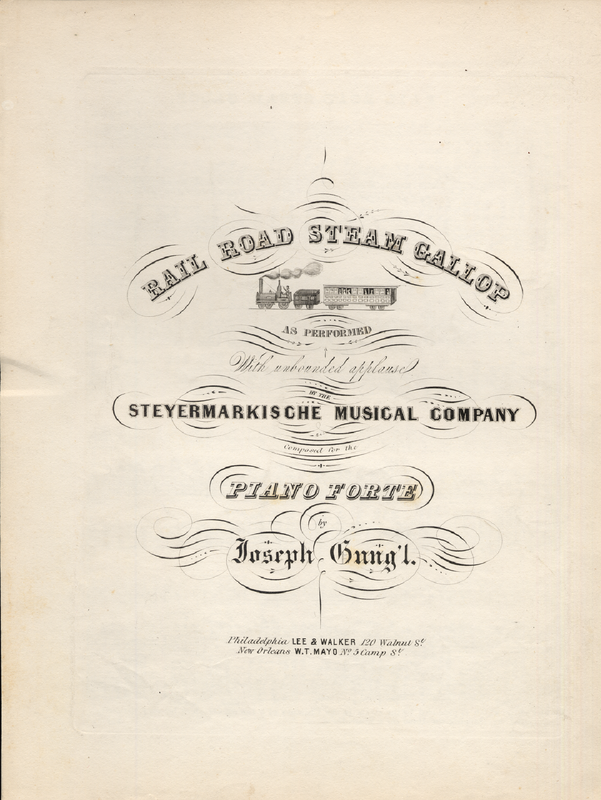 RAIL ROAD STEAM GALLOP
AS PERFORMED
With unbounded applause
BY THE
STEYERMARKISCHE MUSICAL COMPANY
Composed for the
PIANO FORTE
by
Joseph Gung'l.
Philadelphia LEE & WALKER 120 Walnut St.
New Orleans W.T. MAYO No. 5 Camp St.